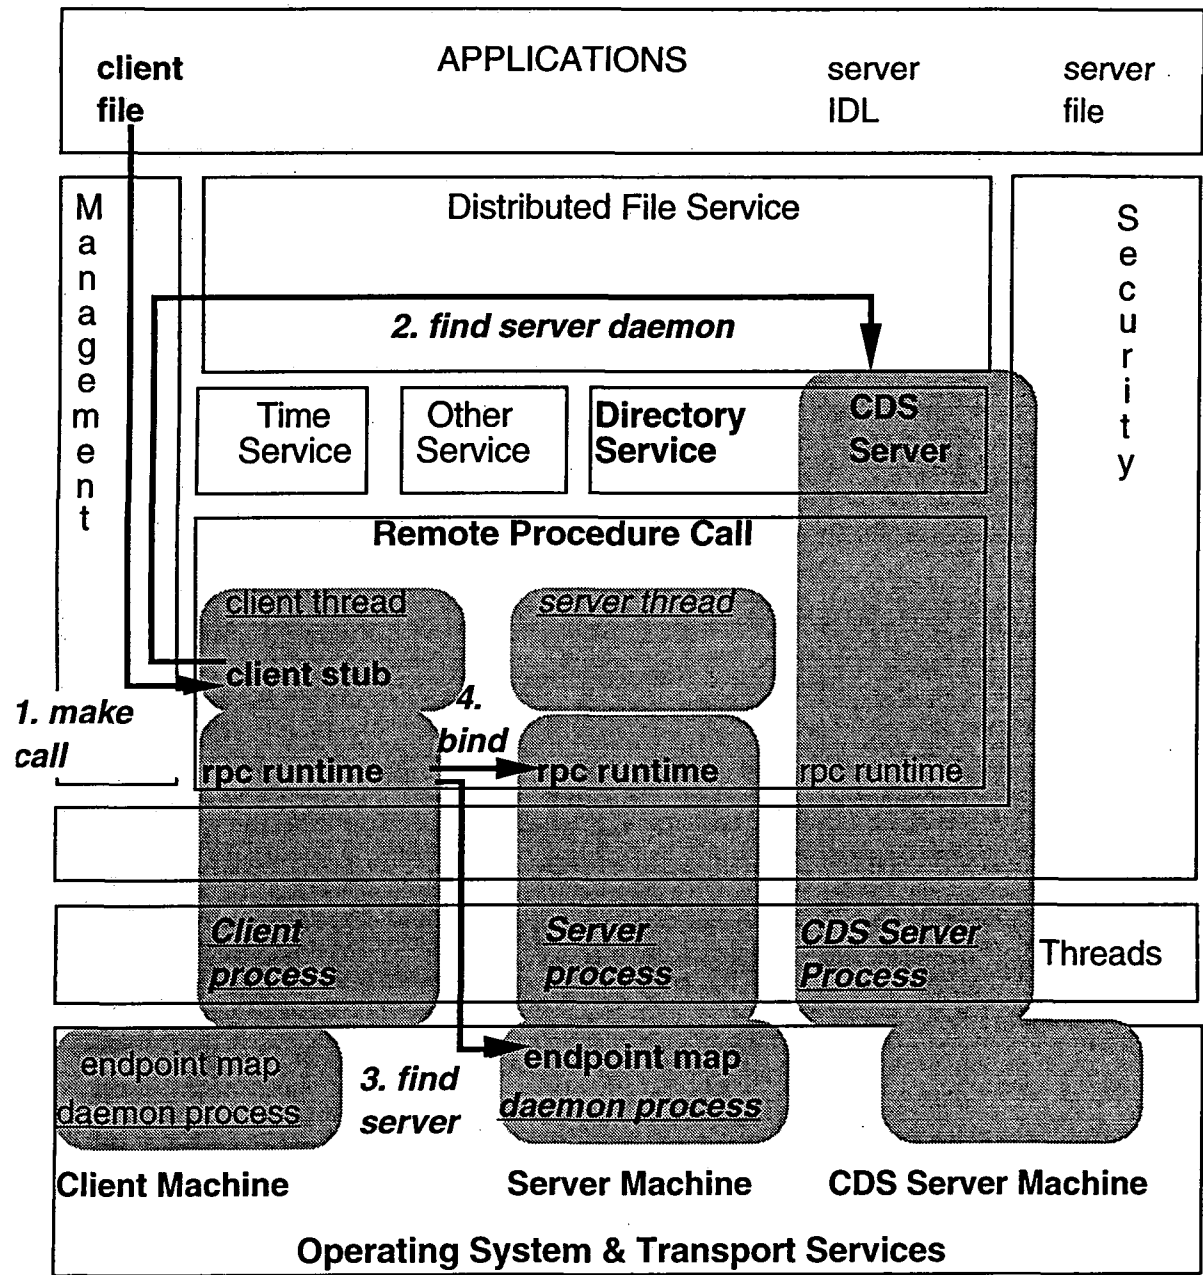 APPLICATIONS
client
file
server
IDL
server
file
Management
Distributed File Service
Security
2. find server daemon
Time
Service
Other
Service
Directory
Service
CDS
Server
Remote Procedure Call
client thread
server thread
client stub
1. make
call
4.
bind
rpc runtime
rpc runtime
rpc runtime
Client
process
Server
process
CDS Server
Process
Threads
endpoint map
daemon process
3. find
server
endpoint map
daemon process
Client Machine
Server Machine
CDS Server Machine
Operating System & Transport Services